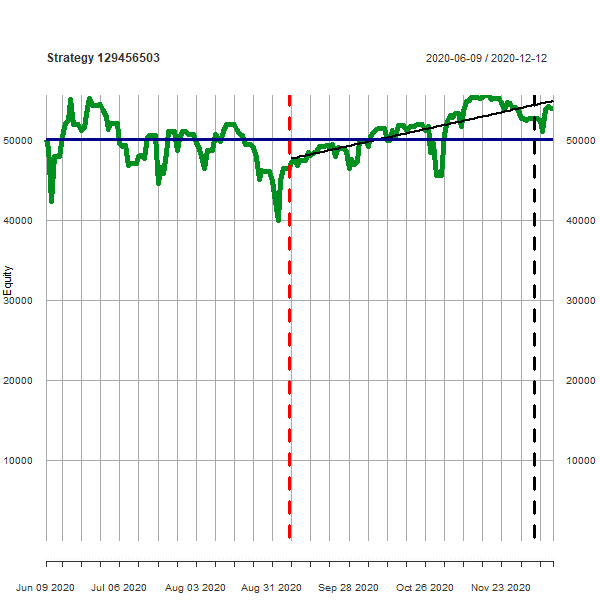 Strategy 129456503
2020-06-09 / 2020-12-12
50000
50000
40000
40000
Equity
30000
30000
20000
20000
10000
10000
Jun 09 2020
Jul 06 2020
Aug 03 2020
Aug 31 2020
Sep 28 2020
Oct 26 2020
Nov 23 2020